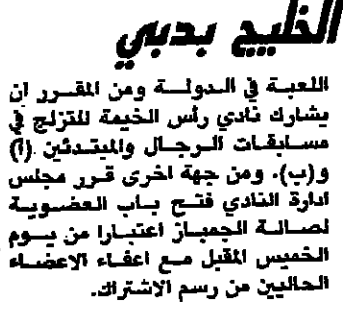 الخليج بدبي
اللعبة في الدولة ومن المقرر ان
يشارك نادي رأس الخيمة للتزلج في
مسابقات الرجال والمبتدئين (أ)
و(ب). ومن جهة اخرى قرر مجلس
ادارة النادي فتح باب العضوية
لصالة الجمباز اعتبارا من يوم
الخميس المقبل مع اعفاء الاعضاء
الحاليين من رسم الاشتراك.